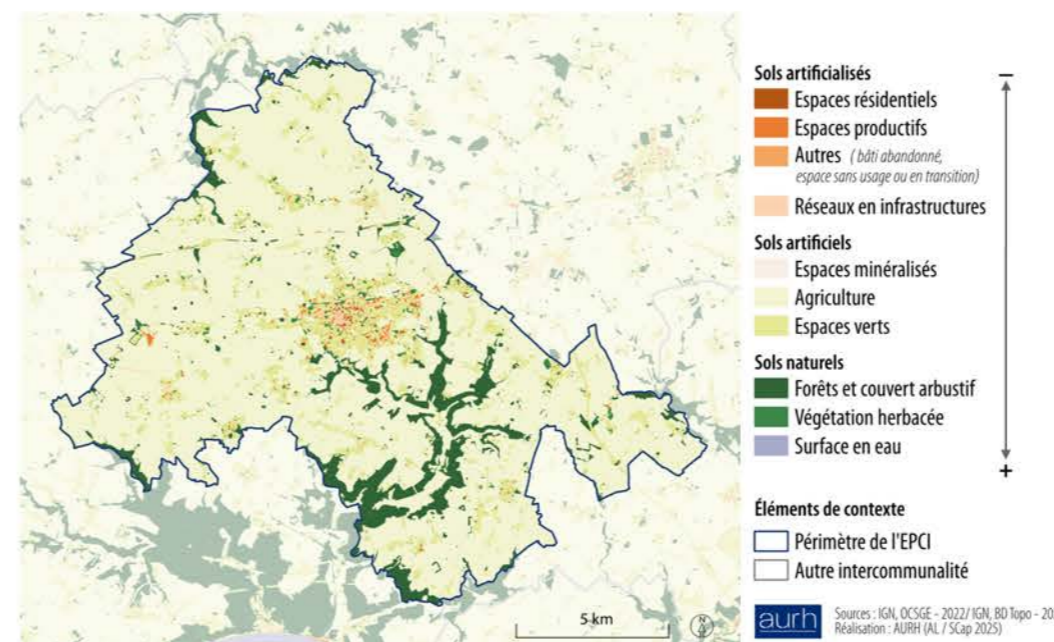 Sols artificialisés
–
Espaces résidentiels
Espaces productifs
Autres ( bâti abandonné,
espace sans usage ou en transition)
Réseaux en infrastructures
Sols artificiels
Espaces minéralisés
Agriculture
Espaces verts
Sols naturels
Forêts et couvert arbustif
Végétation herbacée
Surface en eau
+
Éléments de contexte
Périmètre de l'EPCI
Autre intercommunalité
5 km
N
aurh
Sources : IGN, OCSGE - 2022/ IGN, BD Topo - 20
Réalisation : AURH (AL / SCap 2025)